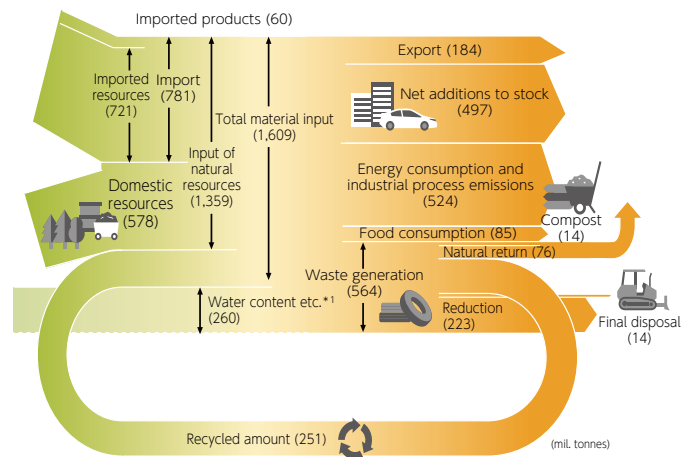 Imported products (60)
Export (184)
Imported
resources
(721)
Import
(781)
Net additions to stock
(497)
Total material input
(1,609)
Input of
natural
resources
(1,359)
Domestic
resources
(578)
Energy consumption and
industrial process emissions
(524)
Compost
(14)
Food consumption (85)
Natural return (76)
Waste generation
(564)
Water content etc.*1
(260)
Reduction
(223)
Final disposal
(14)
Recycled amount (251)
(mil. tonnes)